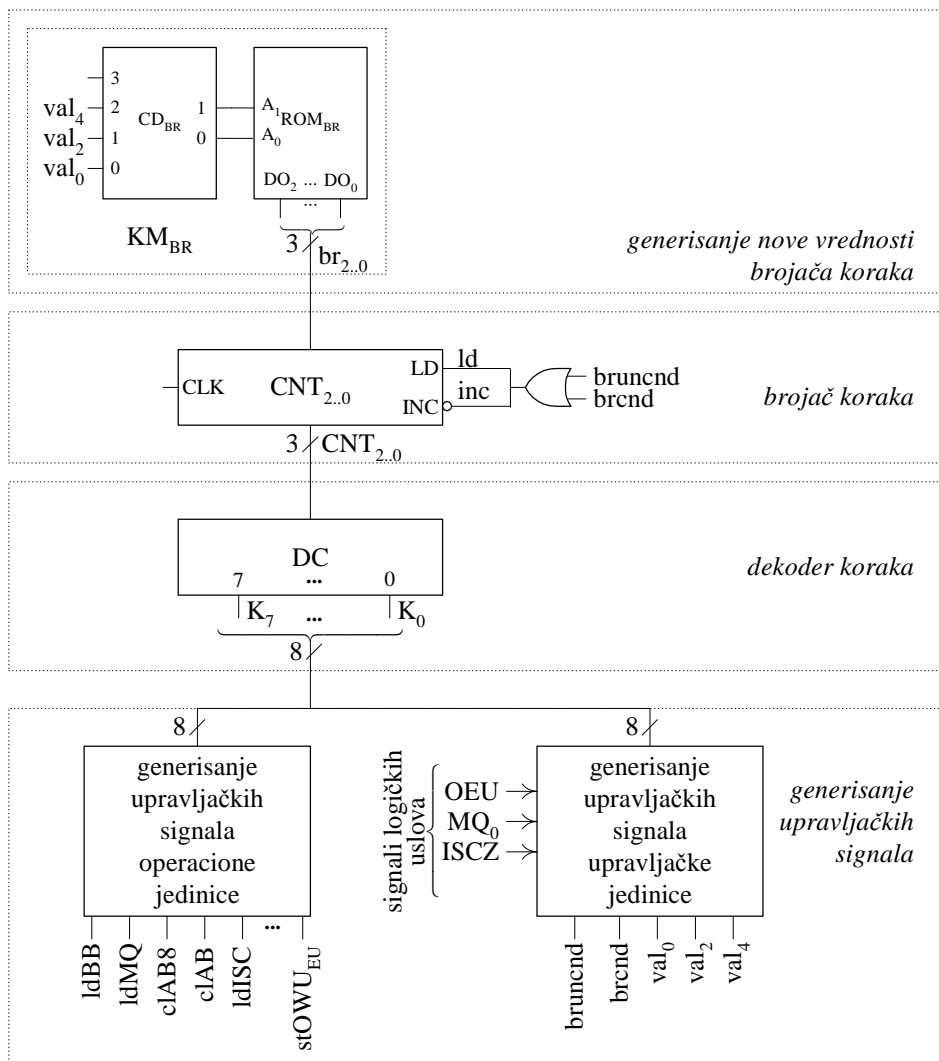 3
val₄ 2 CD_BR 1 A₁ ROM_BR
val₂ 1 0 A₀
val₀ 0
DO₂ ... DO₀
...
KM_BR
3 br₂..₀
generisanje nove vrednosti
brojača koraka
CLK CNT₂..₀ LD ld
INC inc
bruncnd
brcnd
brojač koraka
3 CNT₂..₀
DC
7 ... 0
K₇ ... K₀
8
dekoder koraka
8
generisanje
upravljačkih
signala
operacione
jedinice
ldBB
ldMQ
clAB8
clAB
ldISC
...
stOWU_EU
signali logičkih
uslova
OEU
MQ₀
ISCZ
8
generisanje
upravljačkih
signala
upravljačke
jedinice
bruncnd
brcnd
val₀
val₂
val₄
generisanje
upravljačkih
signala